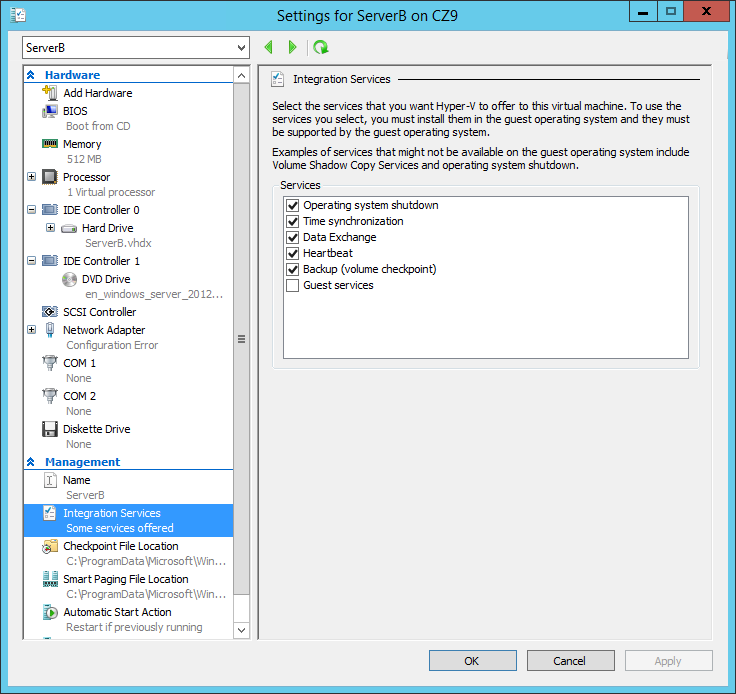 Settings for ServerB on CZ9
ServerB
Hardware
Add Hardware
BIOS
Boot from CD
Memory
512 MB
Processor
1 Virtual processor
IDE Controller 0
Hard Drive
ServerB.vhdx
IDE Controller 1
DVD Drive
en_windows_server_2012...
SCSI Controller
Network Adapter
Configuration Error
COM 1
None
COM 2
None
Diskette Drive
None
Management
Name
ServerB
Integration Services
Some services offered
Checkpoint File Location
C:\ProgramData\Microsoft\Win...
Smart Paging File Location
C:\ProgramData\Microsoft\Win...
Automatic Start Action
Restart if previously running
Integration Services
Select the services that you want Hyper-V to offer to this virtual machine. To use the
services you select, you must install them in the guest operating system and they must
be supported by the guest operating system.
Examples of services that might not be available on the guest operating system include
Volume Shadow Copy Services and operating system shutdown.
Services
Operating system shutdown
Time synchronization
Data Exchange
Heartbeat
Backup (volume checkpoint)
Guest services
OK
Cancel
Apply